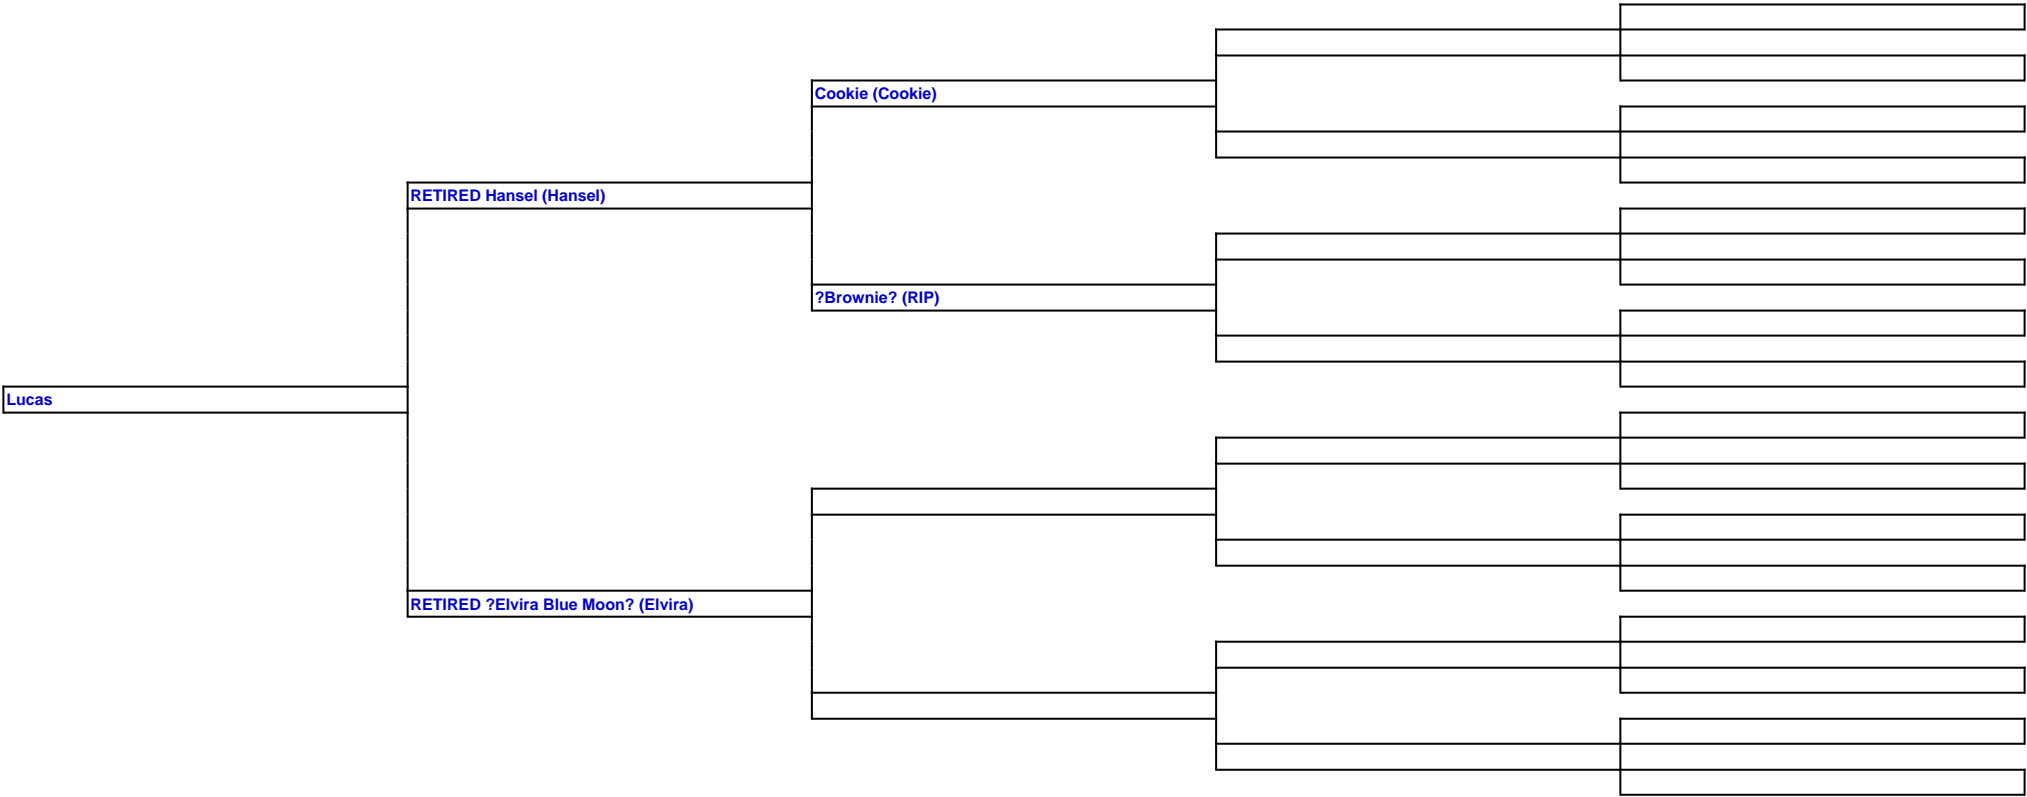 Cookie (Cookie)
RETIRED Hansel (Hansel)
?Brownie? (RIP)
Lucas
RETIRED ?Elvira Blue Moon? (Elvira)